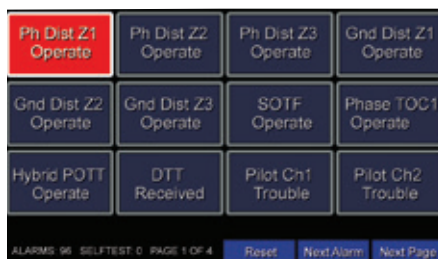 Ph Dist Z1 Ph Dist Z2 Ph Dist Z3 Gnd Dist Z1
Operate Operate Operate Operate
Gnd Dist Z2 Gnd Dist Z3 SOTF Phase TOC1
Operate Operate Operate Operate
Hybrid POTT DTT Pilot Ch1 Pilot Ch2
Operate Received Trouble Trouble
ALARMS: 96 SELFTEST: 0 PAGE 1 OF 4 Reset Next Alarm Next Page